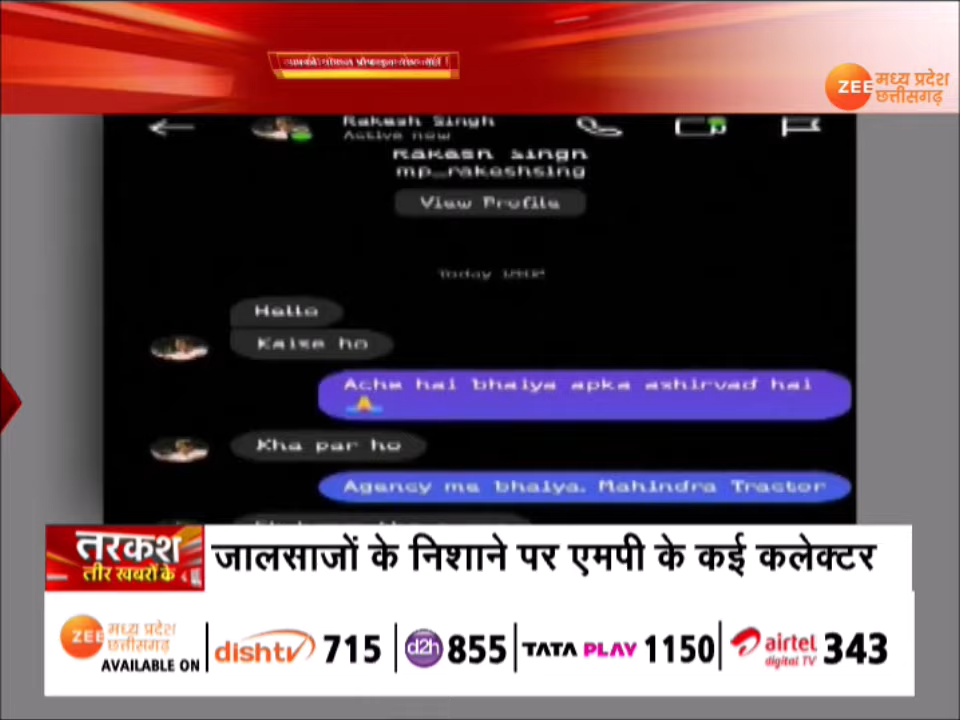 ZEE मध्य प्रदेश
छत्तीसगढ़
Rakesh Singh
Active now
Rakesh Singh
mp_rakeshsing
View Profile
Today
Hello
Kaise ho
Acha hai bhaiya apka ashirvad hai 🙏
Kha par ho
Agency me bhaiya. Mahindra Tractor
तरकश
तीर खबरों के
जालसाजों के निशाने पर एमपी के कई कलेक्टर
ZEE मध्य प्रदेश
छत्तीसगढ़
AVAILABLE ON
dishtv 715
d2h 855
TATA PLAY 1150
airtel digital TV 343